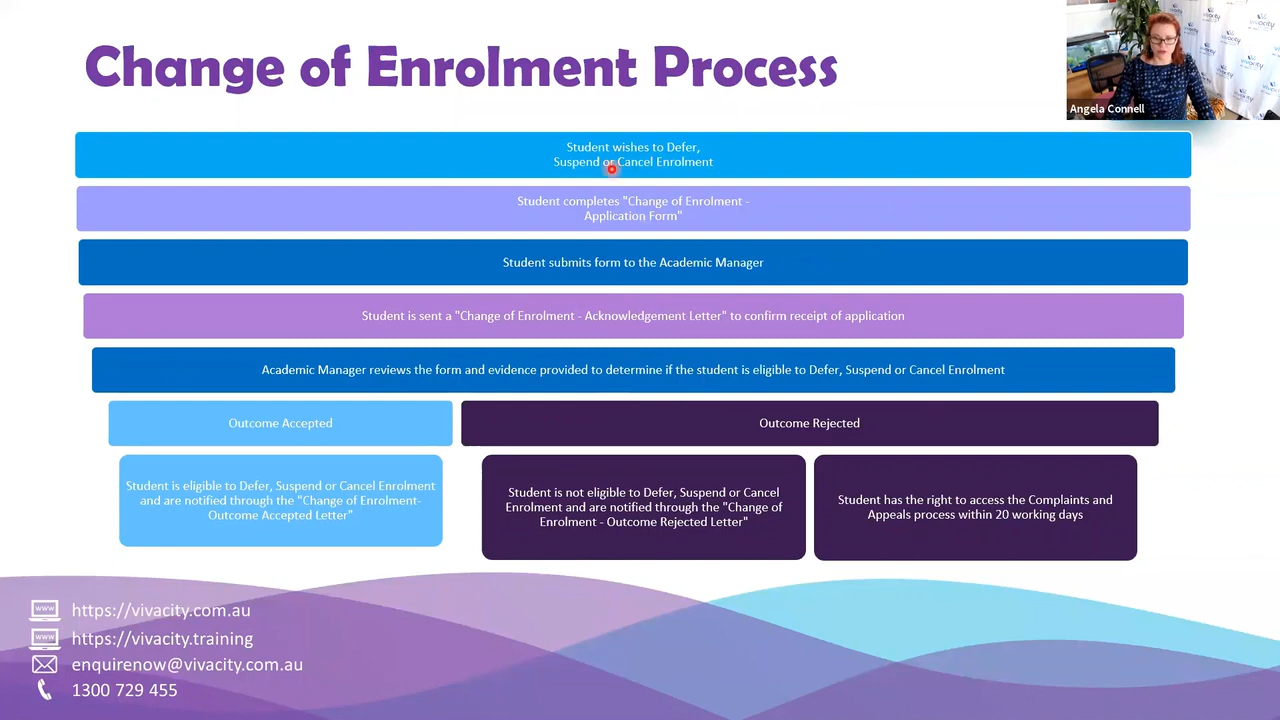 Change of Enrolment Process
Angela Connell
Student wishes to Defer,
Suspend or Cancel Enrolment
Student completes "Change of Enrolment -
Application Form"
Student submits form to the Academic Manager
Student is sent a "Change of Enrolment - Acknowledgement Letter" to confirm receipt of application
Academic Manager reviews the form and evidence provided to determine if the student is eligible to Defer, Suspend or Cancel Enrolment
Outcome Accepted
Outcome Rejected
Student is eligible to Defer, Suspend or Cancel Enrolment
and are notified through the "Change of Enrolment-
Outcome Accepted Letter"
Student is not eligible to Defer, Suspend or Cancel
Enrolment and are notified through the "Change of
Enrolment - Outcome Rejected Letter"
Student has the right to access the Complaints and
Appeals process within 20 working days
www https://vivacity.com.au
www https://vivacity.training
enquirenow@vivacity.com.au
1300 729 455
vivacity
vivacity
vivacity